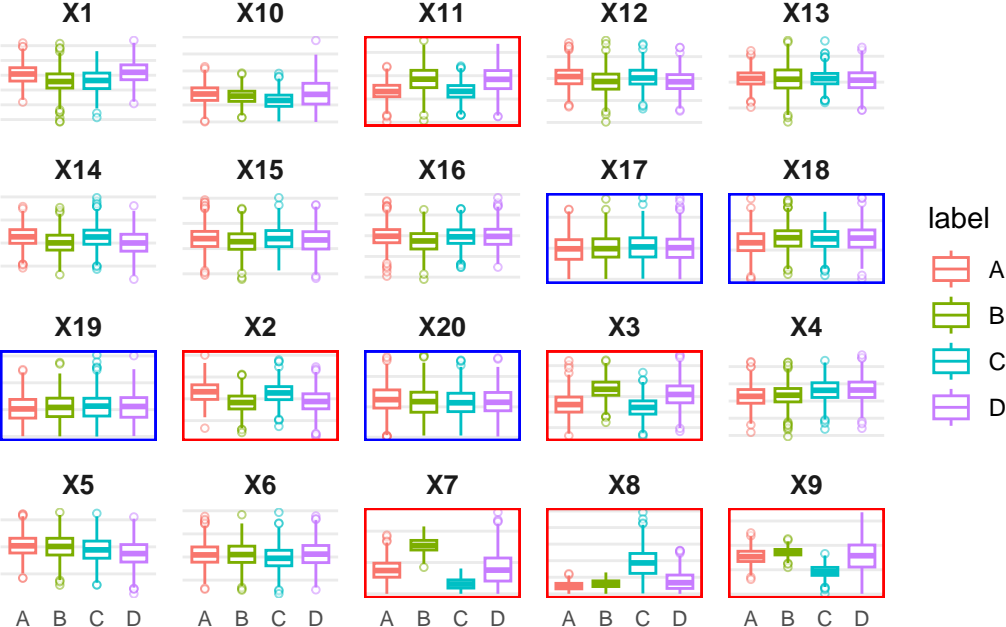 X1 X10 X11 X12 X13
X14 X15 X16 X17 X18
label
A
B
C
D
X19 X2 X20 X3 X4
X5 X6 X7 X8 X9
A B C D A B C D A B C D A B C D A B C D